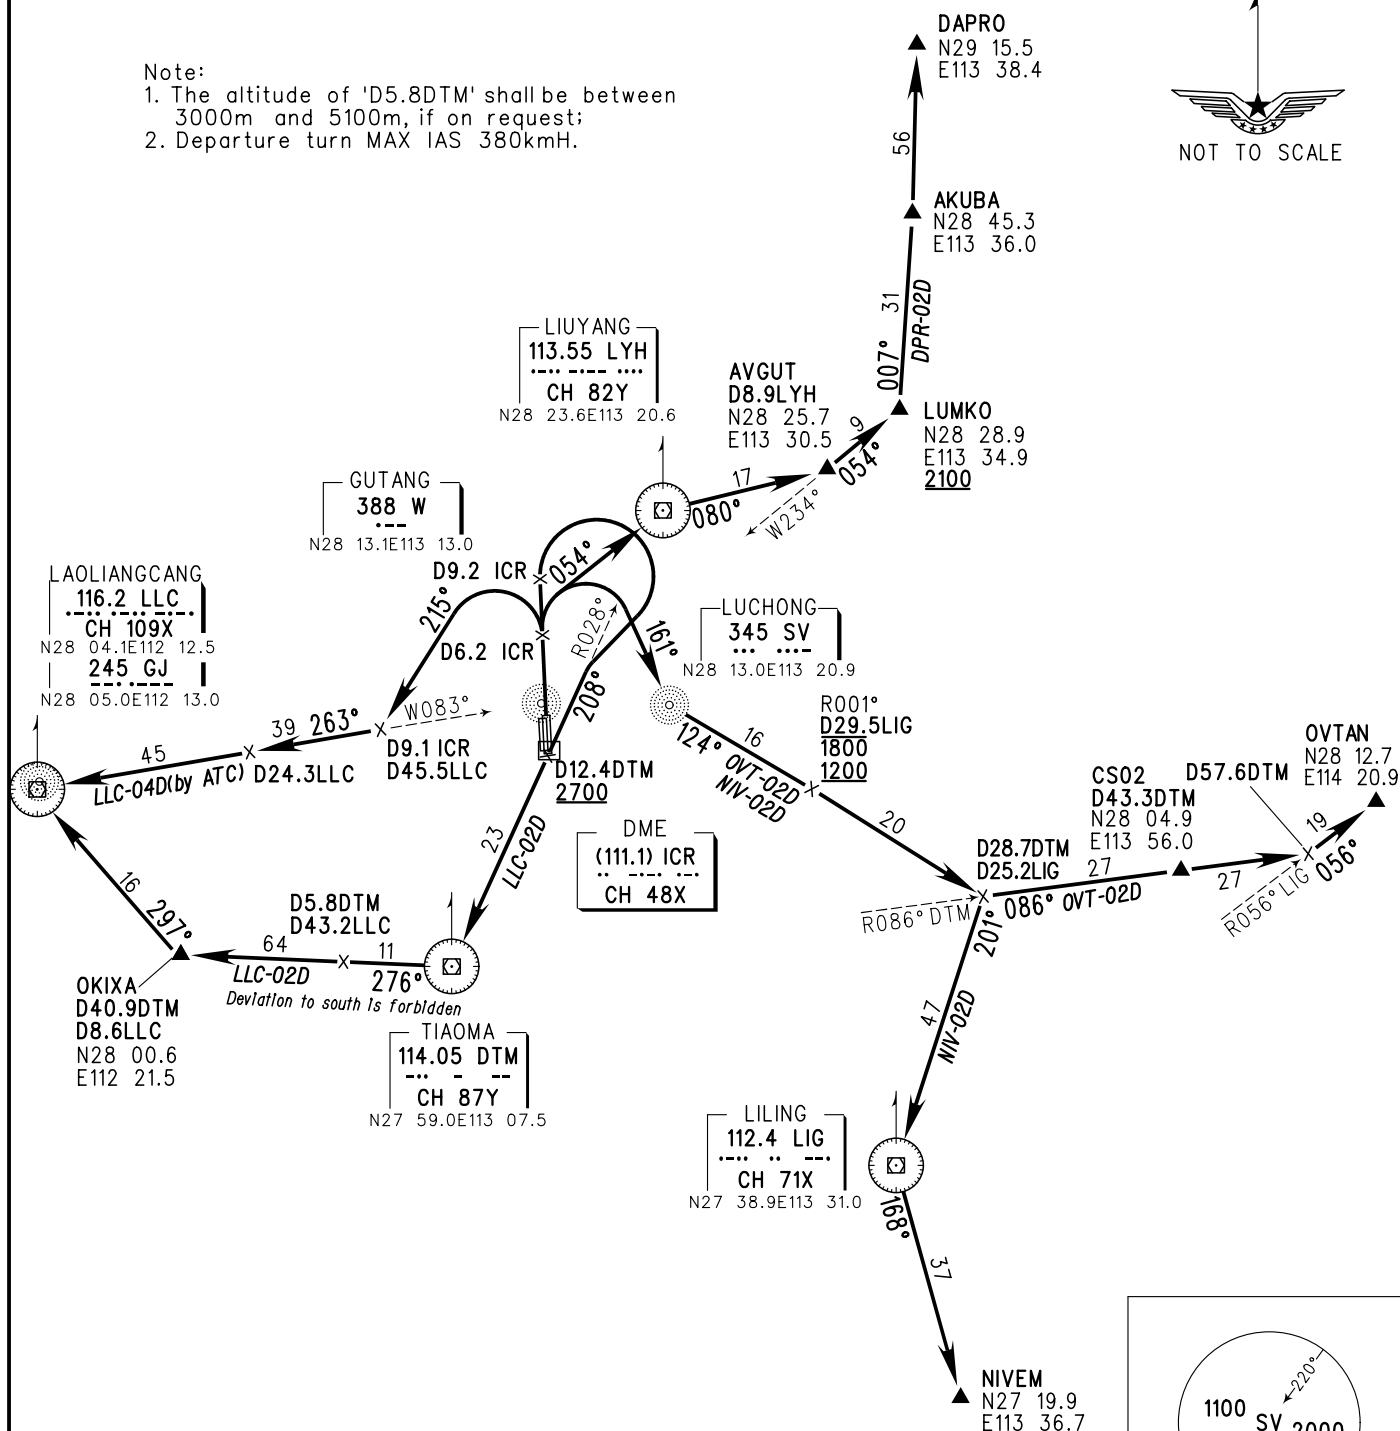 DAPRO
N29 15.5
E113 38.4
Note:
1. The altitude of 'D5.8DTM' shall be between
3000m and 5100m, if on request;
2. Departure turn MAX IAS 380kmH.
NOT TO SCALE
56
AKUBA
N28 45.3
E113 36.0
31
DPR-02D
007°
LIUYANG
113.55 LYH
CH 82Y
N28 23.6E113 20.6
AVGUT
D8.9LYH
N28 25.7
E113 30.5
9
054°
LUMKO
N28 28.9
E113 34.9
2100
17
080°
W234°
GUTANG
388 W
N28 13.1E113 13.0
D9.2 ICR
054°
LAOLIANGCANG
116.2 LLC
CH 109X
N28 04.1E112 12.5
245 GJ
N28 05.0E112 13.0
215°
D6.2 ICR
R028°
208°
161°
LUCHONG
345 SV
N28 13.0E113 20.9
W083°
39 263°
45
LLC-04D(by ATC)
D24.3LLC
D9.1 ICR
D45.5LLC
D12.4DTM
2700
124°
16
OVT-02D
NIV-02D
R001°
D29.5LIG
1800
1200
20
CS02
D43.3DTM
N28 04.9
E113 56.0
D57.6DTM
OVTAN
N28 12.7
E114 20.9
19
056°
R056° LIG
DME
(111.1) ICR
CH 48X
23
LLC-02D
D28.7DTM
D25.2LIG
27
27
086° OVT-02D
R086° DTM
201°
16
297°
D5.8DTM
D43.2LLC
64
11
LLC-02D
276°
Deviation to south is forbidden
OKIXA
D40.9DTM
D8.6LLC
N28 00.6
E112 21.5
TIAOMA
114.05 DTM
CH 87Y
N27 59.0E113 07.5
47
NIV-02D
LILING
112.4 LIG
CH 71X
N27 38.9E113 31.0
168°
37
NIVEM
N27 19.9
E113 36.7
220°
1100
SV
2000